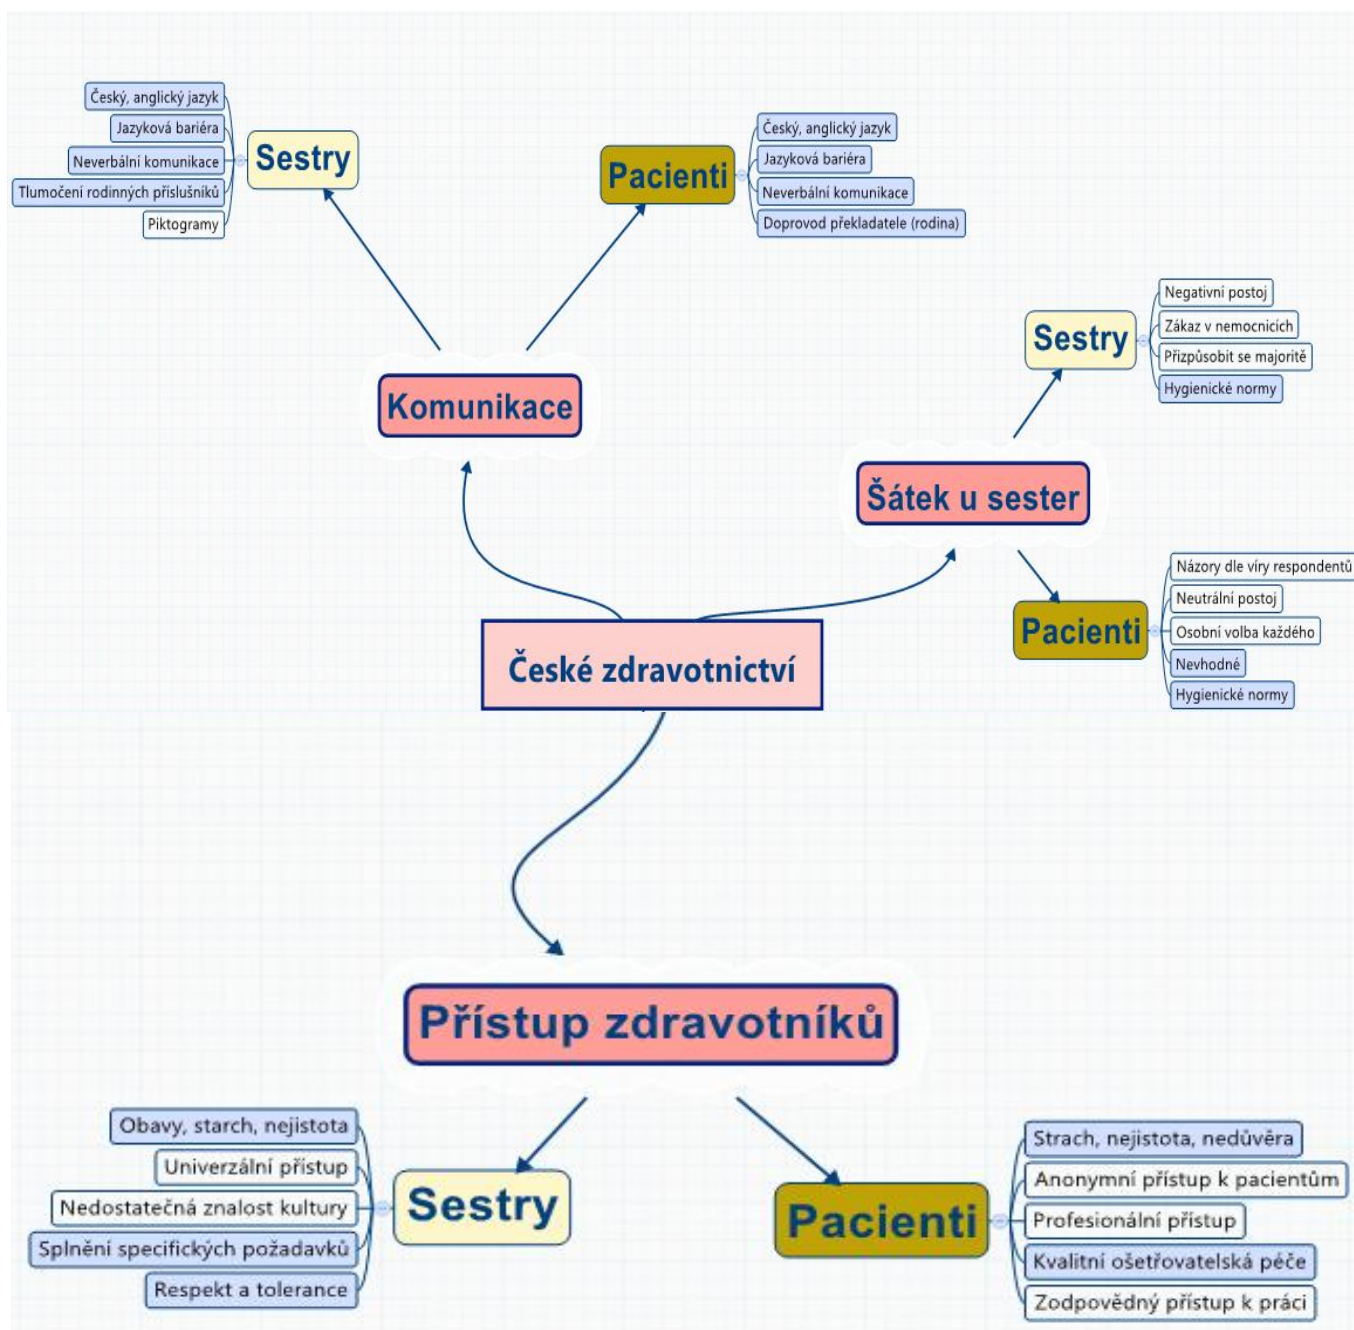 Český, anglický jazyk
Jazyková bariéra
Neverbální komunikace
Tlumočení rodinných příslušníků
Piktogramy
Sestry
Pacienti
Český, anglický jazyk
Jazyková bariéra
Neverbální komunikace
Doprovod překladatele (rodina)
Komunikace
Sestry
Negativní postoj
Zákaz v nemocnicích
Přizpůsobit se majoritě
Hygienické normy
Šátek u sester
Pacienti
Názory dle víry respondentů
Neutrální postoj
Osobní volba každého
Nevhodné
Hygienické normy
České zdravotnictví
Přístup zdravotníků
Obavy, starch, nejistota
Univerzální přístup
Nedostatečná znalost kultury
Splnění specifických požadavků
Respekt a tolerance
Sestry
Pacienti
Strach, nejistota, nedůvěra
Anonymní přístup k pacientům
Profesionální přístup
Kvalitní ošetřovatelská péče
Zodpovědný přístup k práci